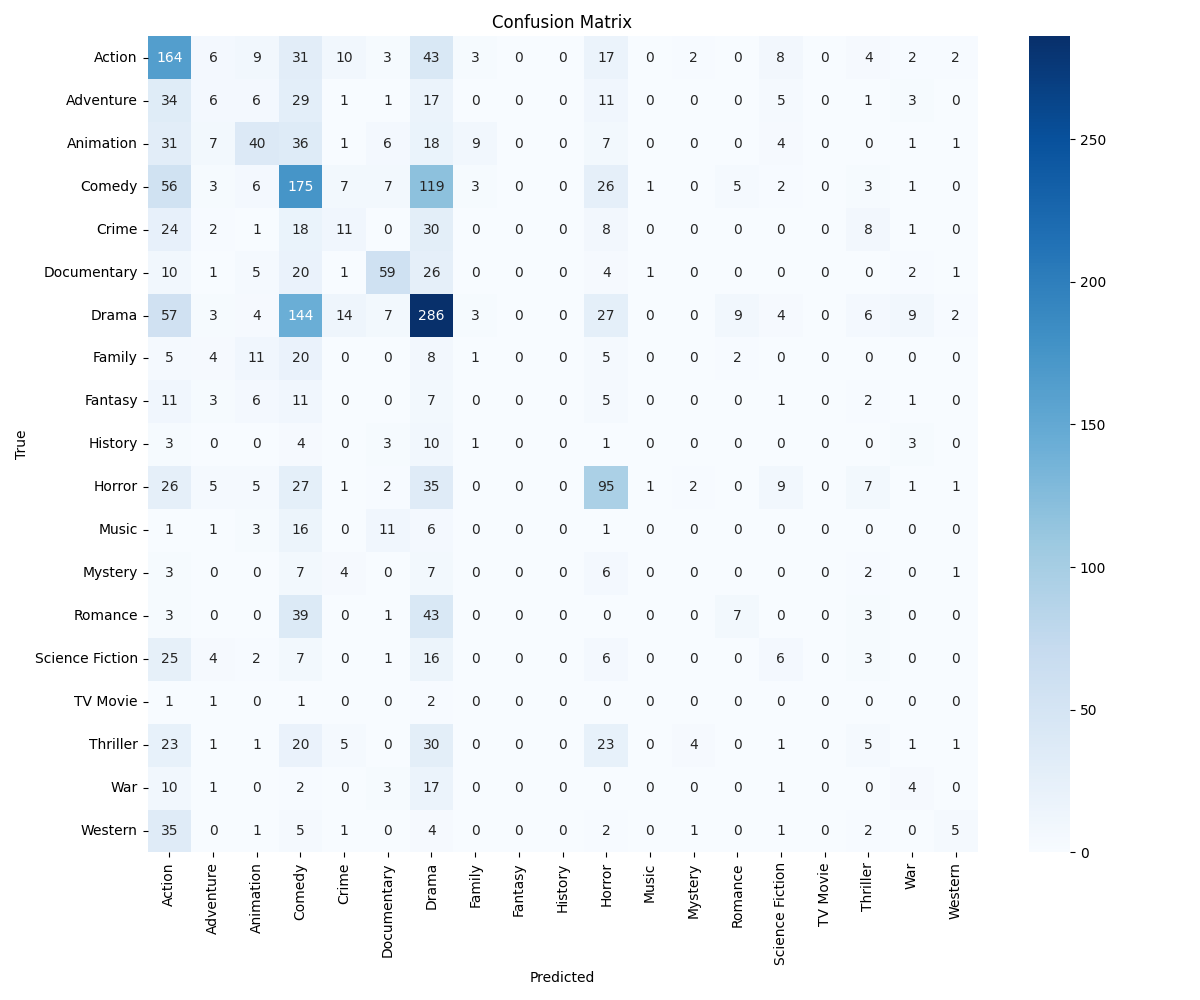 Confusion Matrix
Action 164 6 9 31 10 3 43 3 0 0 17 0 2 0 8 0 4 2 2
Adventure 34 6 6 29 1 1 17 0 0 0 11 0 0 0 5 0 1 3 0
Animation 31 7 40 36 1 6 18 9 0 0 7 0 0 0 4 0 0 1 1
Comedy 56 3 6 175 7 7 119 3 0 0 26 1 0 5 2 0 3 1 0
Crime 24 2 1 18 11 0 30 0 0 0 8 0 0 0 0 0 8 1 0
Documentary 10 1 5 20 1 59 26 0 0 0 4 1 0 0 0 0 0 2 1
Drama 57 3 4 144 14 7 286 3 0 0 27 0 0 9 4 0 6 9 2
Family 5 4 11 20 0 0 8 1 0 0 5 0 0 2 0 0 0 0 0
Fantasy 11 3 6 11 0 0 7 0 0 0 5 0 0 0 1 0 2 1 0
History 3 0 0 4 0 3 10 1 0 0 1 0 0 0 0 0 0 3 0
Horror 26 5 5 27 1 2 35 0 0 0 95 1 2 0 9 0 7 1 1
Music 1 1 3 16 0 11 6 0 0 0 1 0 0 0 0 0 0 0 0
Mystery 3 0 0 7 4 0 7 0 0 0 6 0 0 0 0 0 2 0 1
Romance 3 0 0 39 0 1 43 0 0 0 0 0 0 7 0 0 3 0 0
Science Fiction 25 4 2 7 0 1 16 0 0 0 6 0 0 0 6 0 3 0 0
TV Movie 1 1 0 1 0 0 2 0 0 0 0 0 0 0 0 0 0 0 0
Thriller 23 1 1 20 5 0 30 0 0 0 23 0 4 0 1 0 5 1 1
War 10 1 0 2 0 3 17 0 0 0 0 0 0 0 1 0 0 4 0
Western 35 0 1 5 1 0 4 0 0 0 2 0 1 0 1 0 2 0 5
True
Action
Adventure
Animation
Comedy
Crime
Documentary
Drama
Family
Fantasy
History
Horror
Music
Mystery
Romance
Science Fiction
TV Movie
Thriller
War
Western
Predicted
250
200
150
100
50
0